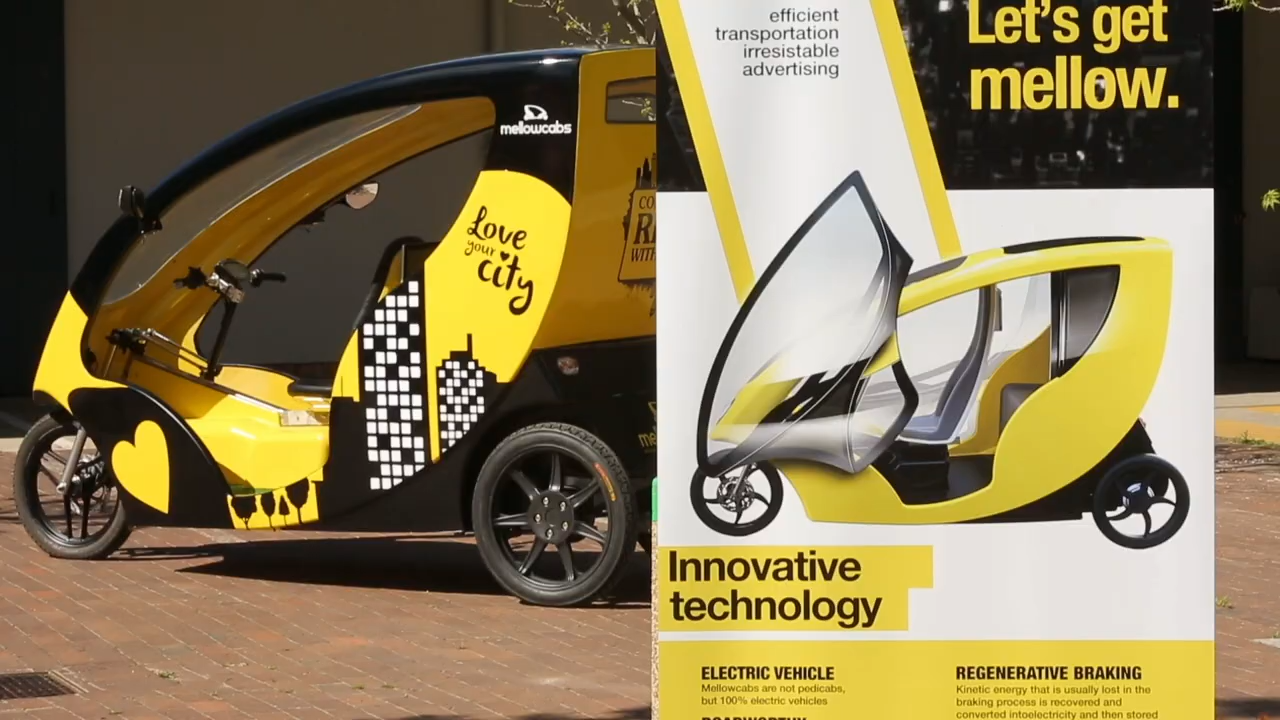 efficient
transportation
irresistable
advertising
Let's get
mellow.
mellowcabs
Love
your
city
Innovative
technology
ELECTRIC VEHICLE
Mellowcabs are not pedicabs,
but 100% electric vehicles
ROADWORTHY
REGENERATIVE BRAKING
Kinetic energy that is usually lost in the
braking process is recovered and
converted intoelectricity and then stored